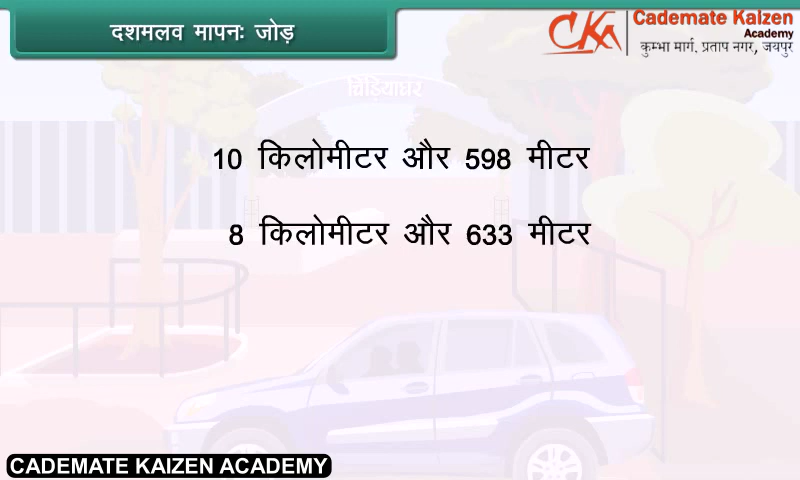 दशमलव मापनः जोड़
CKA
Cademate Kaizen
Academy
कुम्भा मार्ग, प्रताप नगर, जयपुर
चिड़ियाघर
10 किलोमीटर और 598 मीटर
8 किलोमीटर और 633 मीटर
CADEMATE KAIZEN ACADEMY